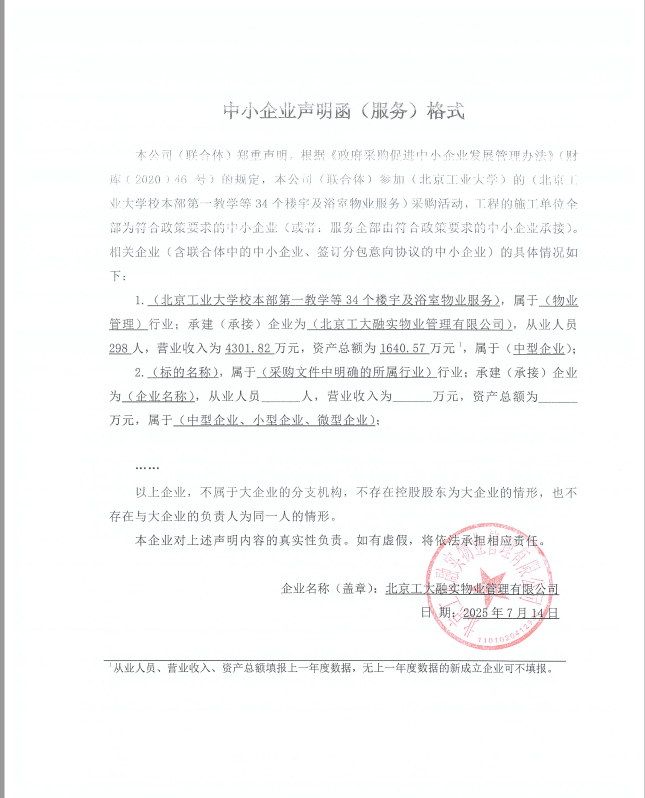 中小企业声明函（服务）格式
本公司（联合体）郑重声明，根据《政府采购促进中小企业发展管理办法》（财
库（2020）46 号）的规定，本公司（联合体）参加（北京工业大学）的（北京工
业大学校本部第一教学等 34 个楼宇及浴室物业服务）采购活动，工程的施工单位全
部为符合政策要求的中小企业（或者：服务全部由符合政策要求的中小企业承接）。
相关企业（含联合体中的中小企业、签订分包意向协议的中小企业）的具体情况如
下：
1.（北京工业大学校本部第一教学等 34 个楼宇及浴室物业服务），属于（物业
管理）行业；承建（承接）企业为（北京工大融实物业管理有限公司），从业人员
298 人，营业收入为 4301.82 万元，资产总额为 1640.57 万元¹，属于（中型企业）；
2.（标的名称），属于（采购文件中明确的所属行业）行业；承建（承接）企业
为（企业名称），从业人员______人，营业收入为______万元，资产总额为______
万元，属于（中型企业、小型企业、微型企业）；
……
以上企业，不属于大企业的分支机构，不存在控股股东为大企业的情形，也不
存在与大企业的负责人为同一人的情形。
本企业对上述声明内容的真实性负责。如有虚假，将依法承担相应责任。
企业名称（盖章）：北京工大融实物业管理有限公司
日 期：2025 年 7 月 14 日
北京工大融实物业管理有限公司
¹从业人员、营业收入、资产总额填报上一年度数据，无上一年度数据的新成立企业可不填报。